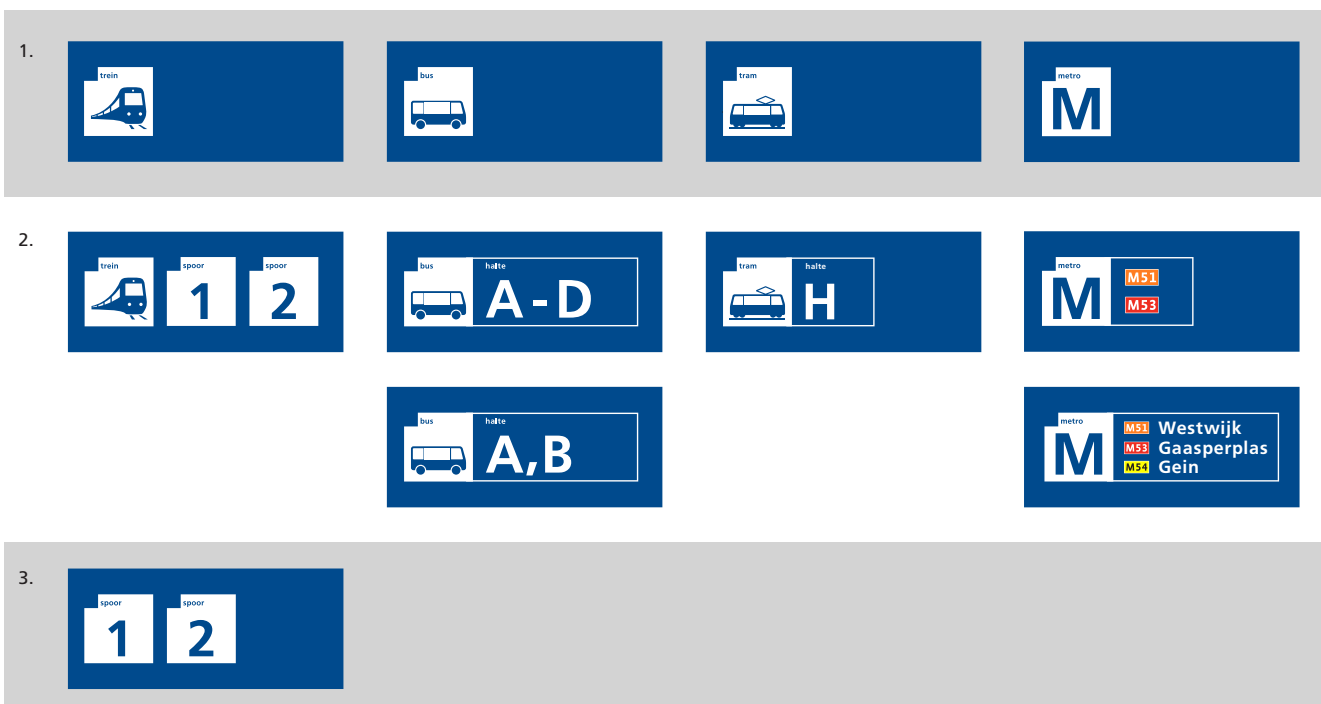 1.
trein
bus
tram
metro
M
2.
trein
spoor
1
spoor
2
bus
halte
A - D
tram
halte
H
metro
M
M51
M53
bus
halte
A,B
metro
M
M51 Westwijk
M53 Gaasperplas
M54 Gein
3.
spoor
1
spoor
2